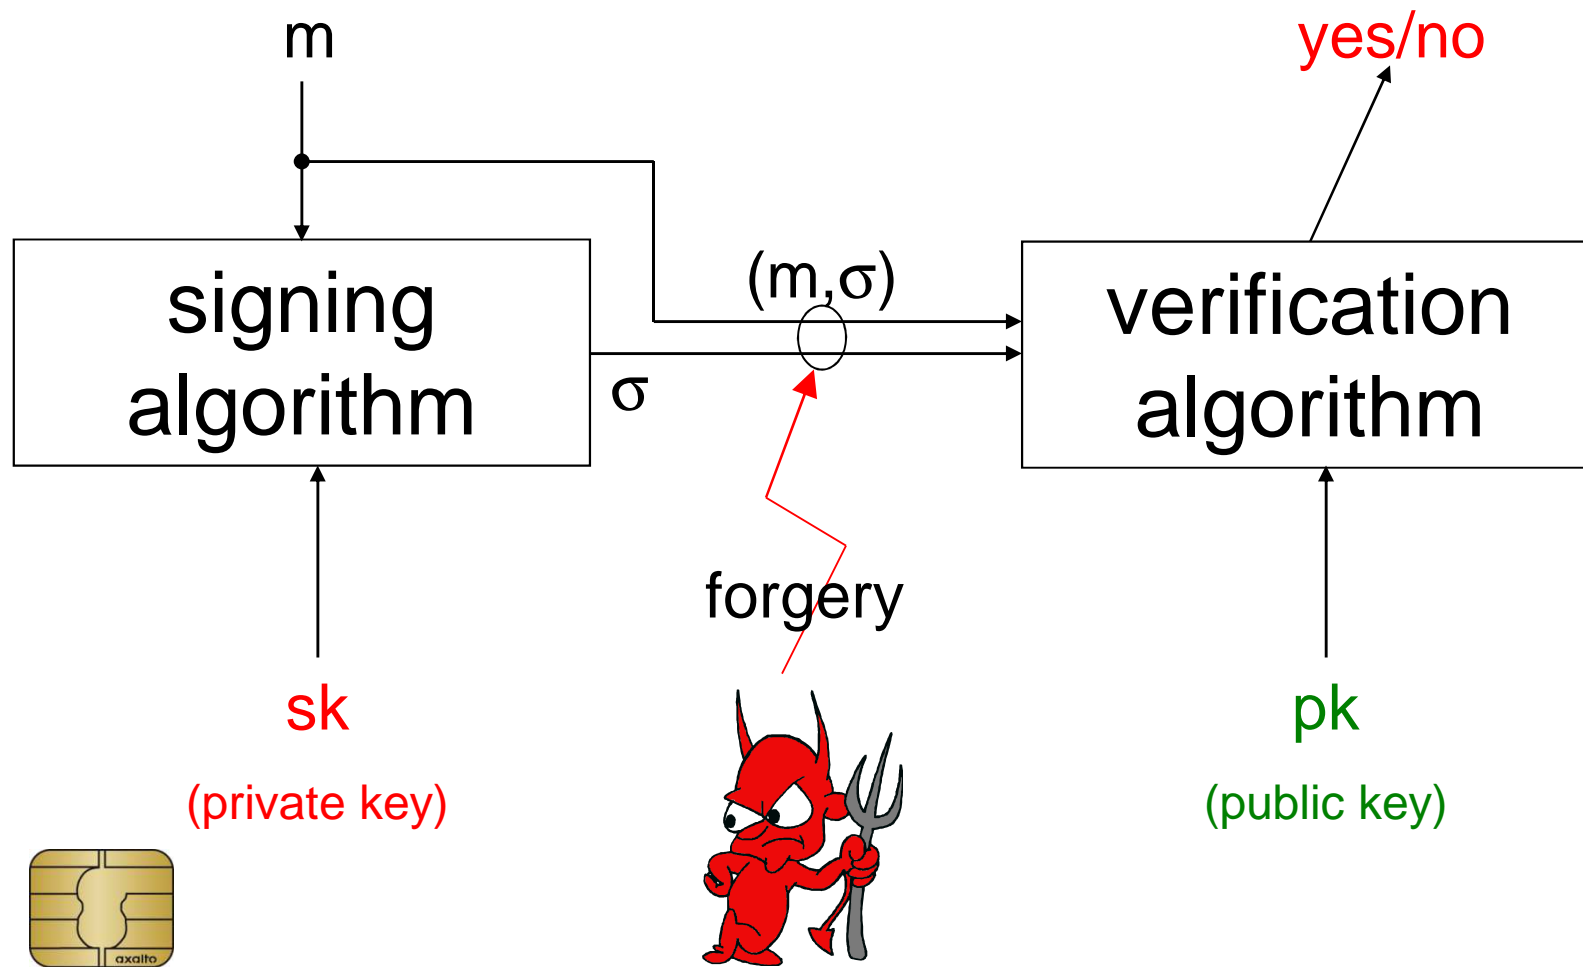 m
yes/no
signing
algorithm
(m,σ)
σ
verification
algorithm
forgery
sk
(private key)
pk
(public key)
axalto